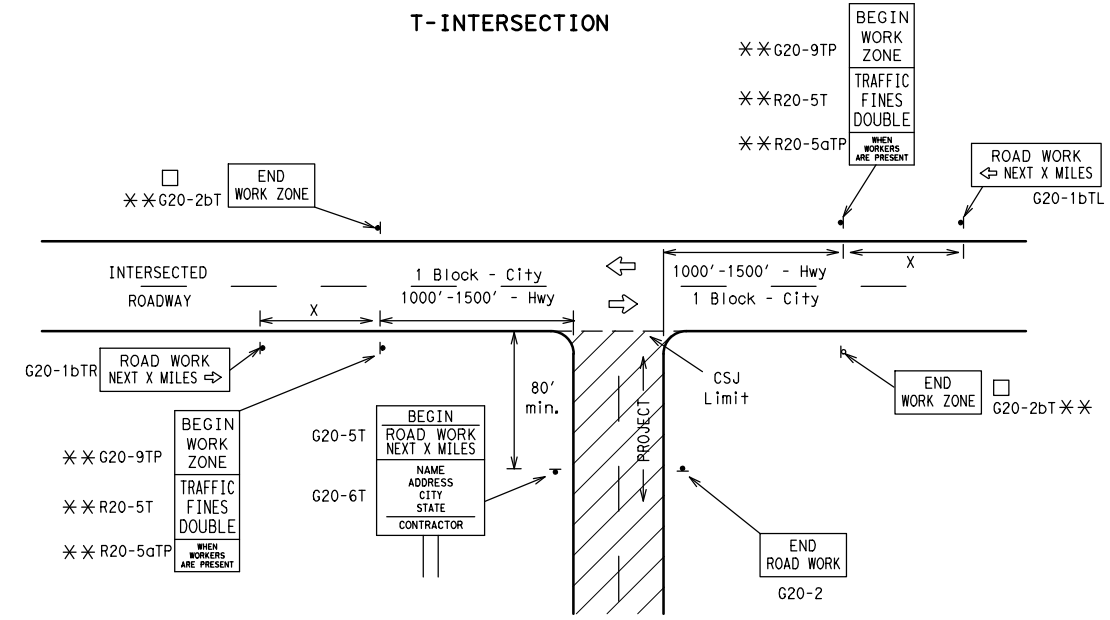 T-INTERSECTION
BEGIN
WORK
ZONE
TRAFFIC
FINES
DOUBLE
WHEN
WORKERS
ARE PRESENT
**G20-9TP
**R20-5T
**R20-5aTP
ROAD WORK
⇦ NEXT X MILES
G20-1bTL
□
**G20-2bT
END
WORK ZONE
INTERSECTED
ROADWAY
X
1 Block - City
1000'-1500' - Hwy
⇦
⇨
1000'-1500' - Hwy
1 Block - City
X
G20-1bTR
ROAD WORK
NEXT X MILES ⇨
80'
min.
PROJECT
CSJ
Limit
END
WORK ZONE
□
G20-2bT**
**G20-9TP
**R20-5T
**R20-5aTP
BEGIN
WORK
ZONE
TRAFFIC
FINES
DOUBLE
WHEN
WORKERS
ARE PRESENT
G20-5T
G20-6T
BEGIN
ROAD WORK
NEXT X MILES
NAME
ADDRESS
CITY
STATE
CONTRACTOR
END
ROAD WORK
G20-2